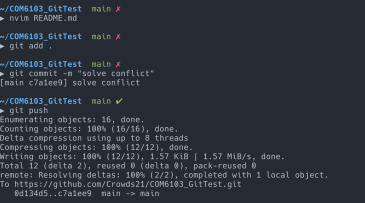 ~/COM6103_GitTest main ✗
▶ nvim README.md
~/COM6103_GitTest main ✗
▶ git add .
~/COM6103_GitTest main ✗
▶ git commit -m "solve conflict"
[main c7a1ee9] solve conflict
~/COM6103_GitTest main ✔
▶ git push
Enumerating objects: 16, done.
Counting objects: 100% (16/16), done.
Delta compression using up to 8 threads
Compressing objects: 100% (12/12), done.
Writing objects: 100% (12/12), 1.57 KiB | 1.57 MiB/s, done.
Total 12 (delta 2), reused 0 (delta 0), pack-reused 0
remote: Resolving deltas: 100% (2/2), completed with 1 local object.
To https://github.com/Crowds21/COM6103_GitTest.git
0d134d5..c7a1ee9 main -> main